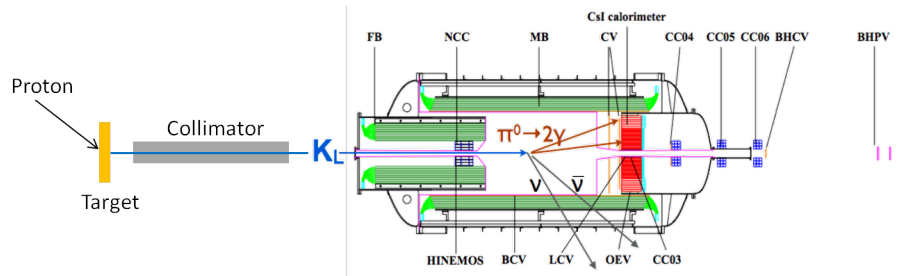 CsI calorimeter
FB NCC MB CV CC04 CC05 CC06 BHCV BHPV
Proton
Collimator
π⁰→2γ
K_L
ν ν̄
Target
HINEMOS BCV LCV OEV CC03